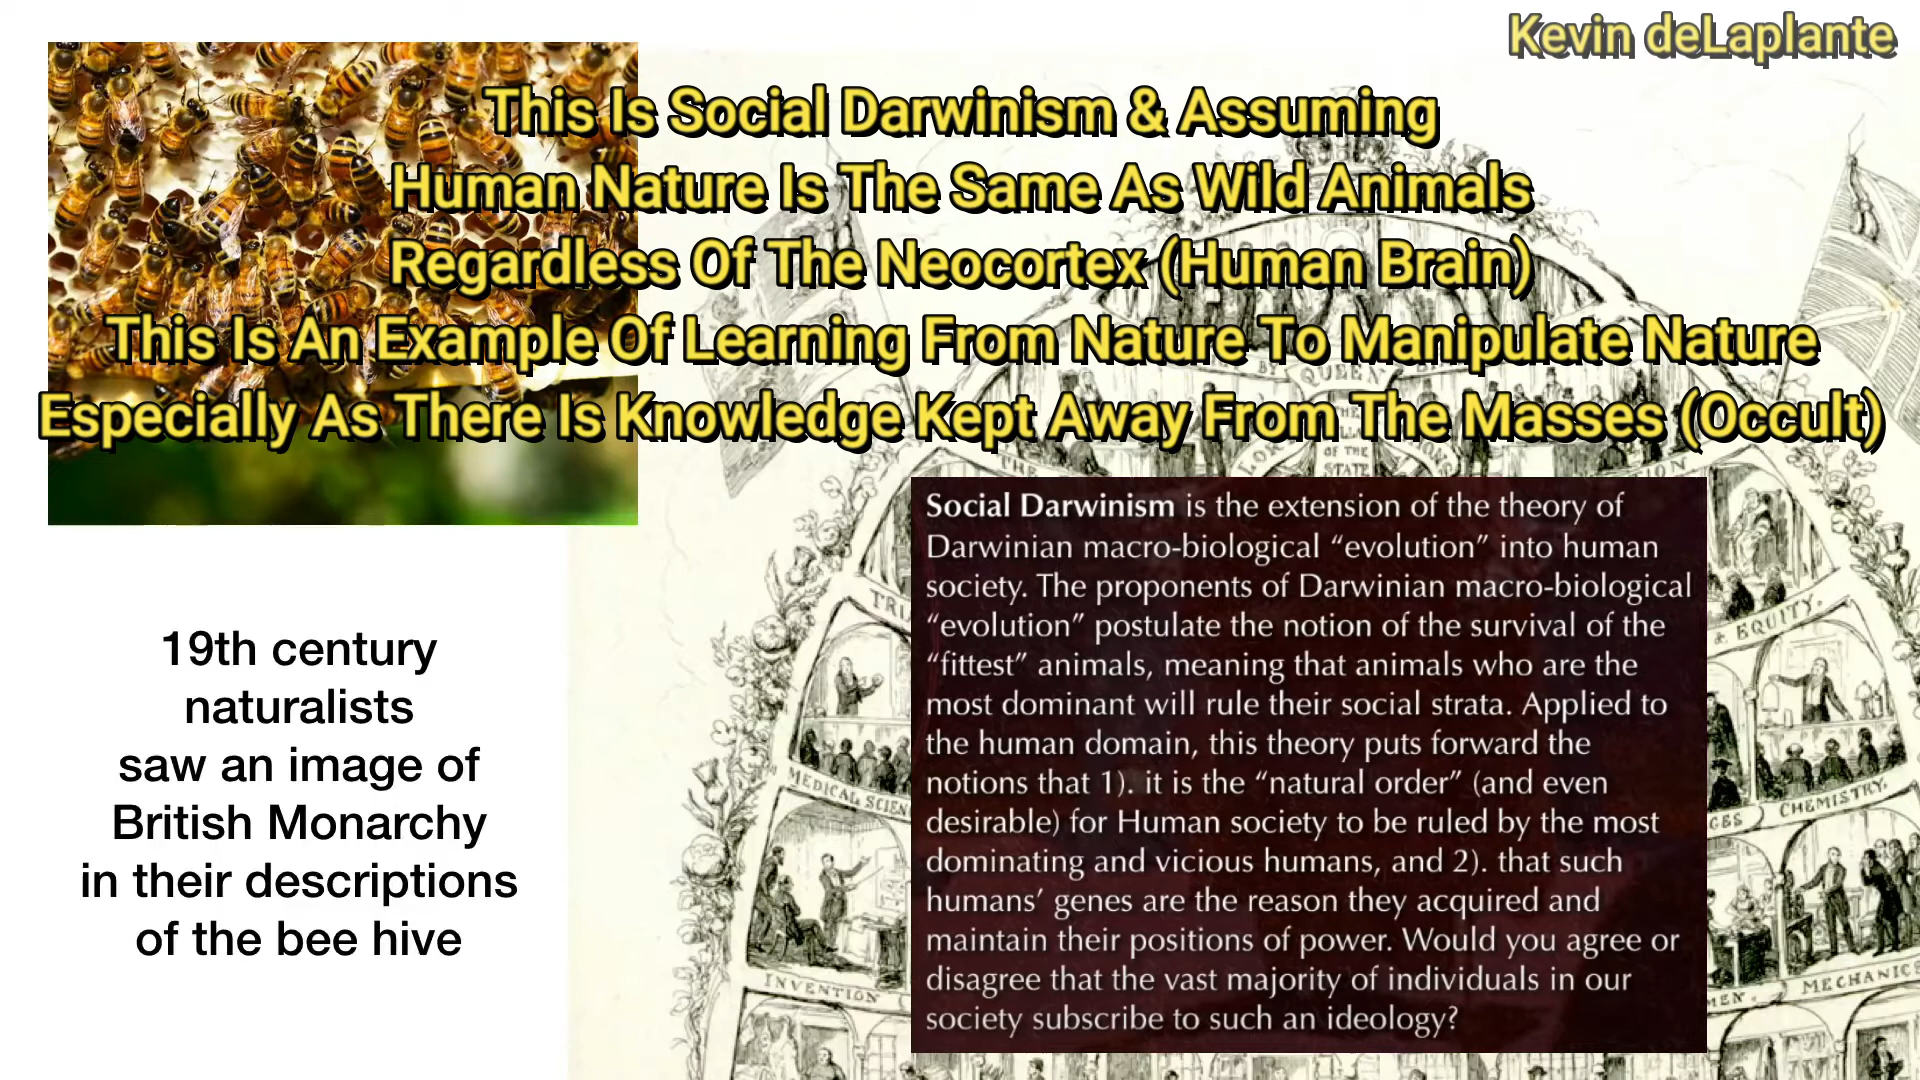 Kevin deLaplante
This Is Social Darwinism & Assuming
Human Nature Is The Same As Wild Animals
Regardless Of The Neocortex (Human Brain)
This Is An Example Of Learning From Nature To Manipulate Nature
Especially As There Is Knowledge Kept Away From The Masses (Occult)
OF THE
STATE
THE
EQUITY.
MEDICAL SCIEN
CHEMISTRY.
INVENTION
MECHANICS
MEN.
19th century
naturalists
saw an image of
British Monarchy
in their descriptions
of the bee hive
Social Darwinism is the extension of the theory of
Darwinian macro-biological “evolution” into human
society. The proponents of Darwinian macro-biological
“evolution” postulate the notion of the survival of the
“fittest” animals, meaning that animals who are the
most dominant will rule their social strata. Applied to
the human domain, this theory puts forward the
notions that 1). it is the “natural order” (and even
desirable) for Human society to be ruled by the most
dominating and vicious humans, and 2). that such
humans’ genes are the reason they acquired and
maintain their positions of power. Would you agree or
disagree that the vast majority of individuals in our
society subscribe to such an ideology?